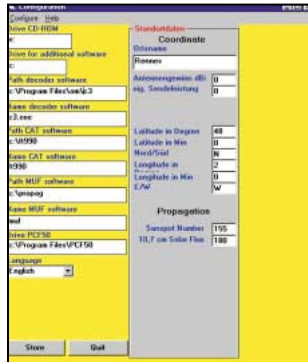 Configuration
Configure Help
Drive CD-ROM
e:
Drive for additional software
c:
Path decoder software
c:\Program Files\sm\jc3
Name decoder software
c3.exe
Path CAT software
c:\ft990
Name CAT software
ft990
Path MUF software
c:\propag
Name MUF software
muf
Drive PCF50
c:\Program Files\PCF50
Language
English
Store
Quit
Standortdaten
Coordinate
Ortsname
Rennes
Antennengewinn dBi 0
eig. Sendeleistung 0
Latitude in Degree 48
Latitude in Min 0
Nord/Süd N
Longitude in 2
Longitude in Min 0
E/W W
Propagation
Sunspot Number 155
10,7 cm Solar Flux 180